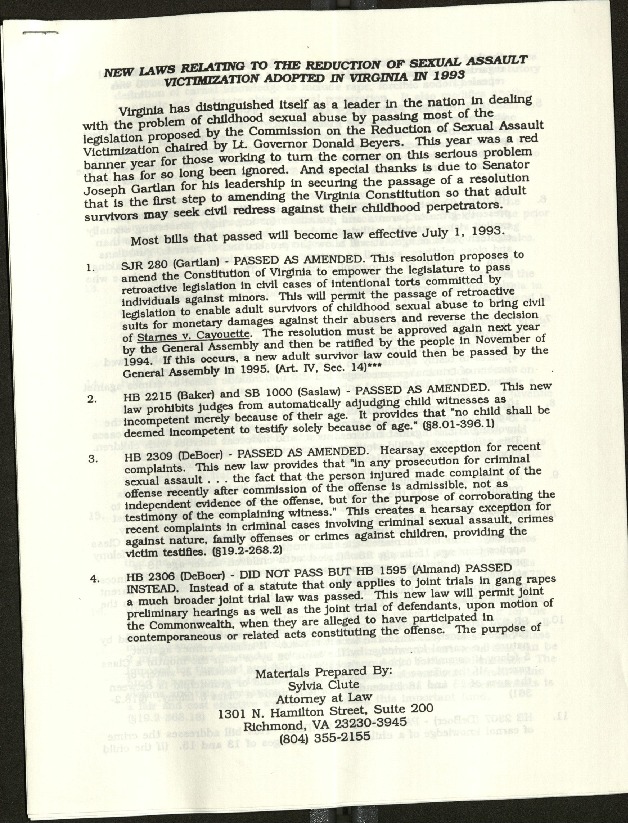 NEW LAWS RELATING TO THE REDUCTION OF SEXUAL ASSAULT
VICTIMIZATION ADOPTED IN VIRGINIA IN 1993
Virginia has distinguished itself as a leader in the nation in dealing
with the problem of childhood sexual abuse by passing most of the
legislation proposed by the Commission on the Reduction of Sexual Assault
Victimization chaired by Lt. Governor Donald Beyers. This year was a red
banner year for those working to turn the corner on this serious problem
that has for so long been ignored. And special thanks is due to Senator
Joseph Gartlan for his leadership in securing the passage of a resolution
that is the first step to amending the Virginia Constitution so that adult
survivors may seek civil redress against their childhood perpetrators.
Most bills that passed will become law effective July 1, 1993.
1. SJR 280 (Gartlan) - PASSED AS AMENDED. This resolution proposes to
amend the Constitution of Virginia to empower the legislature to pass
retroactive legislation in civil cases of intentional torts committed by
individuals against minors. This will permit the passage of retroactive
legislation to enable adult survivors of childhood sexual abuse to bring civil
suits for monetary damages against their abusers and reverse the decision
of Starnes v. Cayouette. The resolution must be approved again next year
by the General Assembly and then be ratified by the people in November of
1994. If this occurs, a new adult survivor law could then be passed by the
General Assembly in 1995. (Art. IV, Sec. 14)***
2. HB 2215 (Baker) and SB 1000 (Saslaw) - PASSED AS AMENDED. This new
law prohibits judges from automatically adjudging child witnesses as
incompetent merely because of their age. It provides that "no child shall be
deemed incompetent to testify solely because of age." (§8.01-396.1)
3. HB 2309 (DeBoer) - PASSED AS AMENDED. Hearsay exception for recent
complaints. This new law provides that "in any prosecution for criminal
sexual assault . . . the fact that the person injured made complaint of the
offense recently after commission of the offense is admissible, not as
independent evidence of the offense, but for the purpose of corroborating the
testimony of the complaining witness." This creates a hearsay exception for
recent complaints in criminal cases involving criminal sexual assault, crimes
against nature, family offenses or crimes against children, providing the
victim testifies. (§19.2-268.2)
4. HB 2306 (DeBoer) - DID NOT PASS BUT HB 1595 (Almand) PASSED
INSTEAD. Instead of a statute that only applies to joint trials in gang rapes
a much broader joint trial law was passed. This new law will permit joint
preliminary hearings as well as the joint trial of defendants, upon motion of
the Commonwealth, when they are alleged to have participated in
contemporaneous or related acts constituting the offense. The purpose of
Materials Prepared By:
Sylvia Clute
Attorney at Law
1301 N. Hamilton Street, Suite 200
Richmond, VA 23230-3945
(804) 355-2155